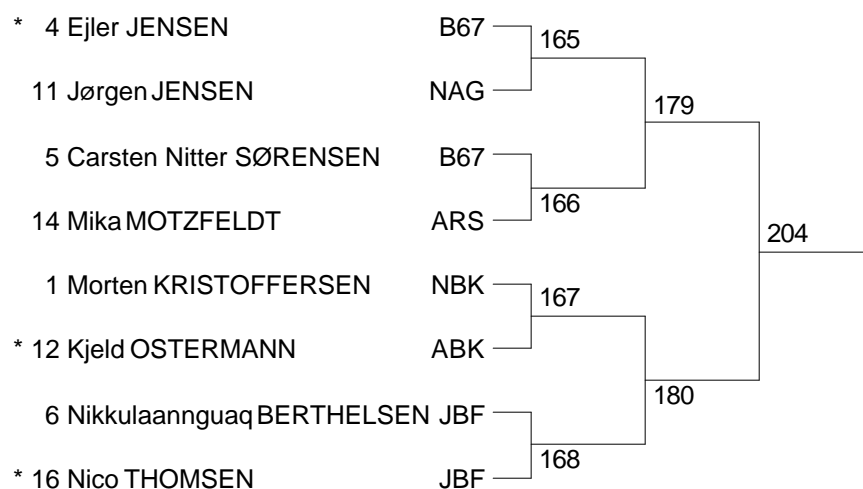 * 4 Ejler JENSEN B67
165
11 Jørgen JENSEN NAG
179
5 Carsten Nitter SØRENSEN B67
166
14 Mika MOTZFELDT ARS
204
1 Morten KRISTOFFERSEN NBK
167
* 12 Kjeld OSTERMANN ABK
180
6 Nikkulaannguaq BERTHELSEN JBF
168
* 16 Nico THOMSEN JBF